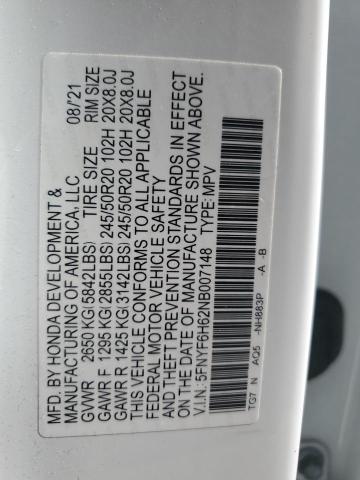 MFD. BY HONDA DEVELOPMENT &
MANUFACTURING OF AMERICA, LLC 08/'21
GVWR 2650 KG(5842LBS) TIRE SIZE RIM SIZE
GAWR F 1295 KG(2855LBS) 245/50R20 102H 20X8.0J
GAWR R 1425 KG(3142LBS) 245/50R20 102H 20X8.0J
THIS VEHICLE CONFORMS TO ALL APPLICABLE
FEDERAL MOTOR VEHICLE SAFETY
AND THEFT PREVENTION STANDARDS IN EFFECT
ON THE DATE OF MANUFACTURE SHOWN ABOVE.
V.I.N.: 5FNYF6H62NB007148 TYPE: MPV
TG7 N AQ5 -NH883P -A -B